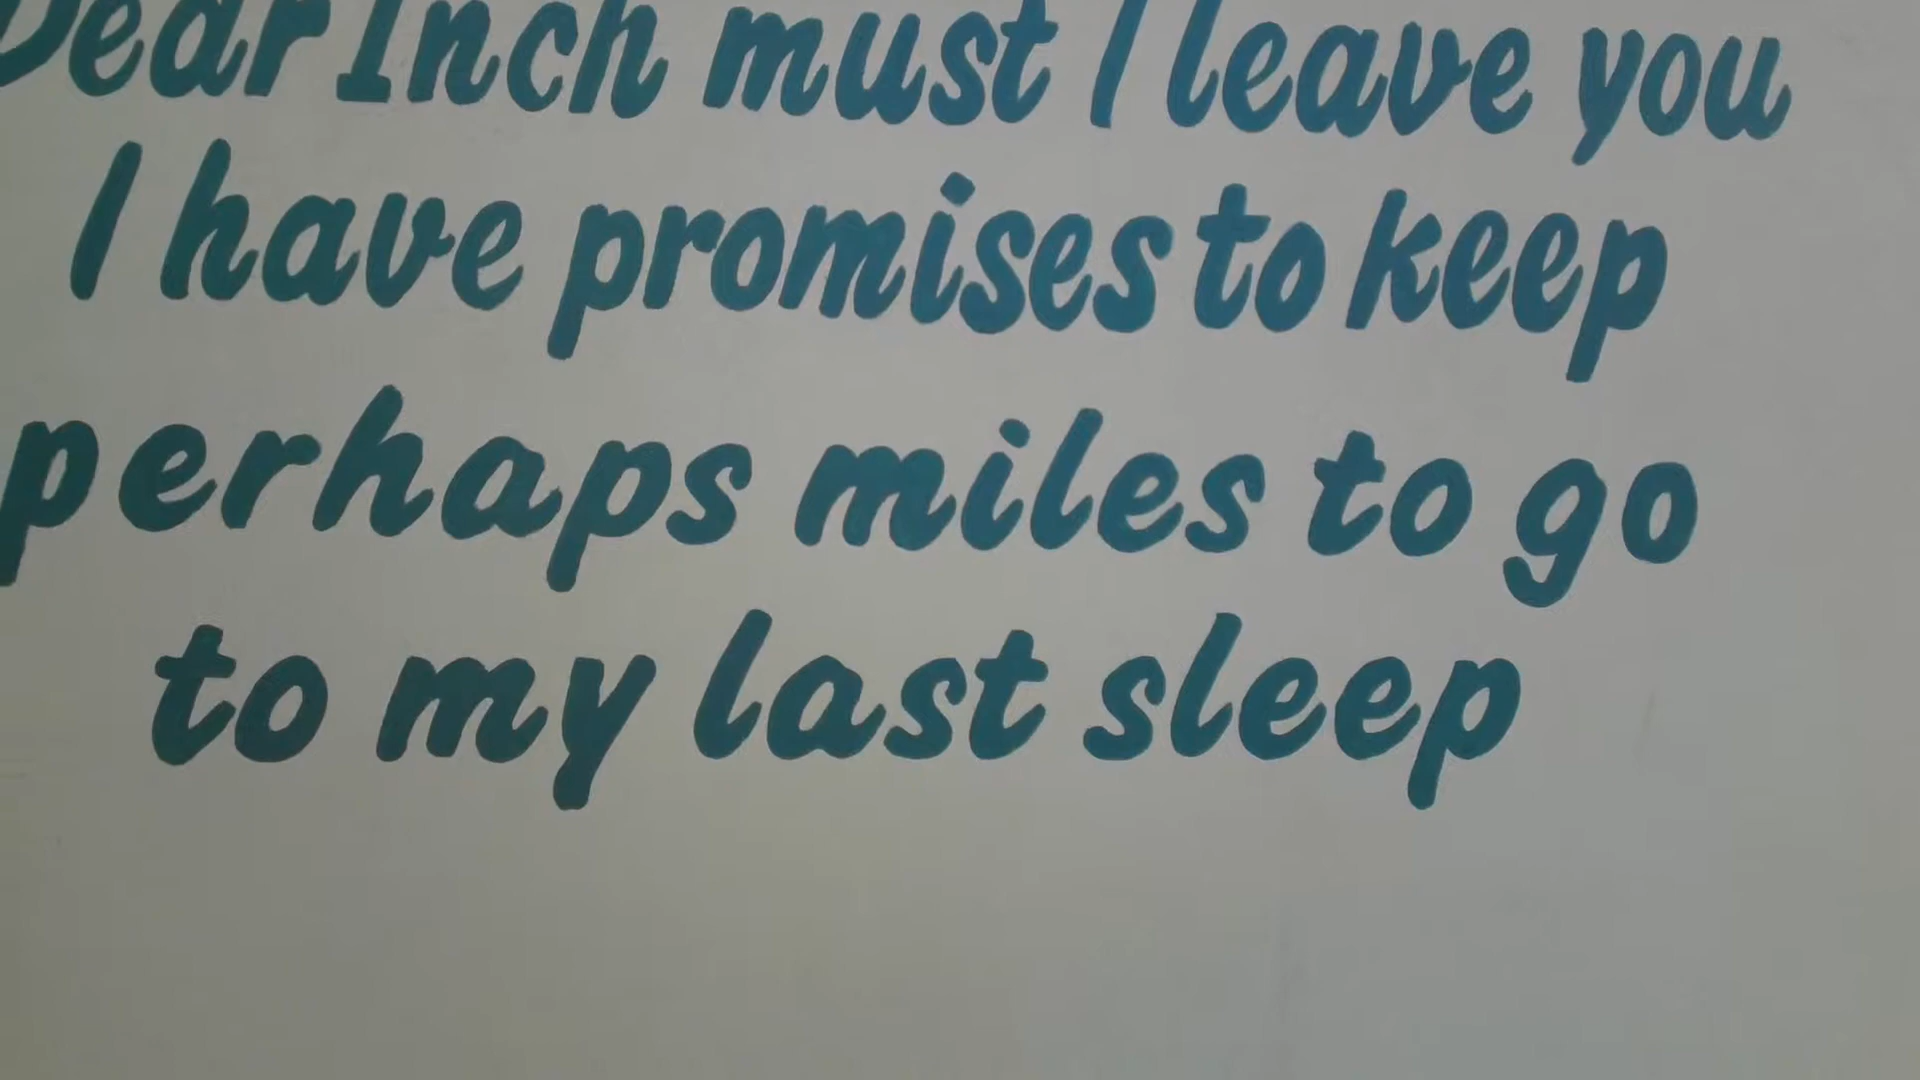 Dear Inch must I leave you
I have promises to keep
perhaps miles to go
to my last sleep